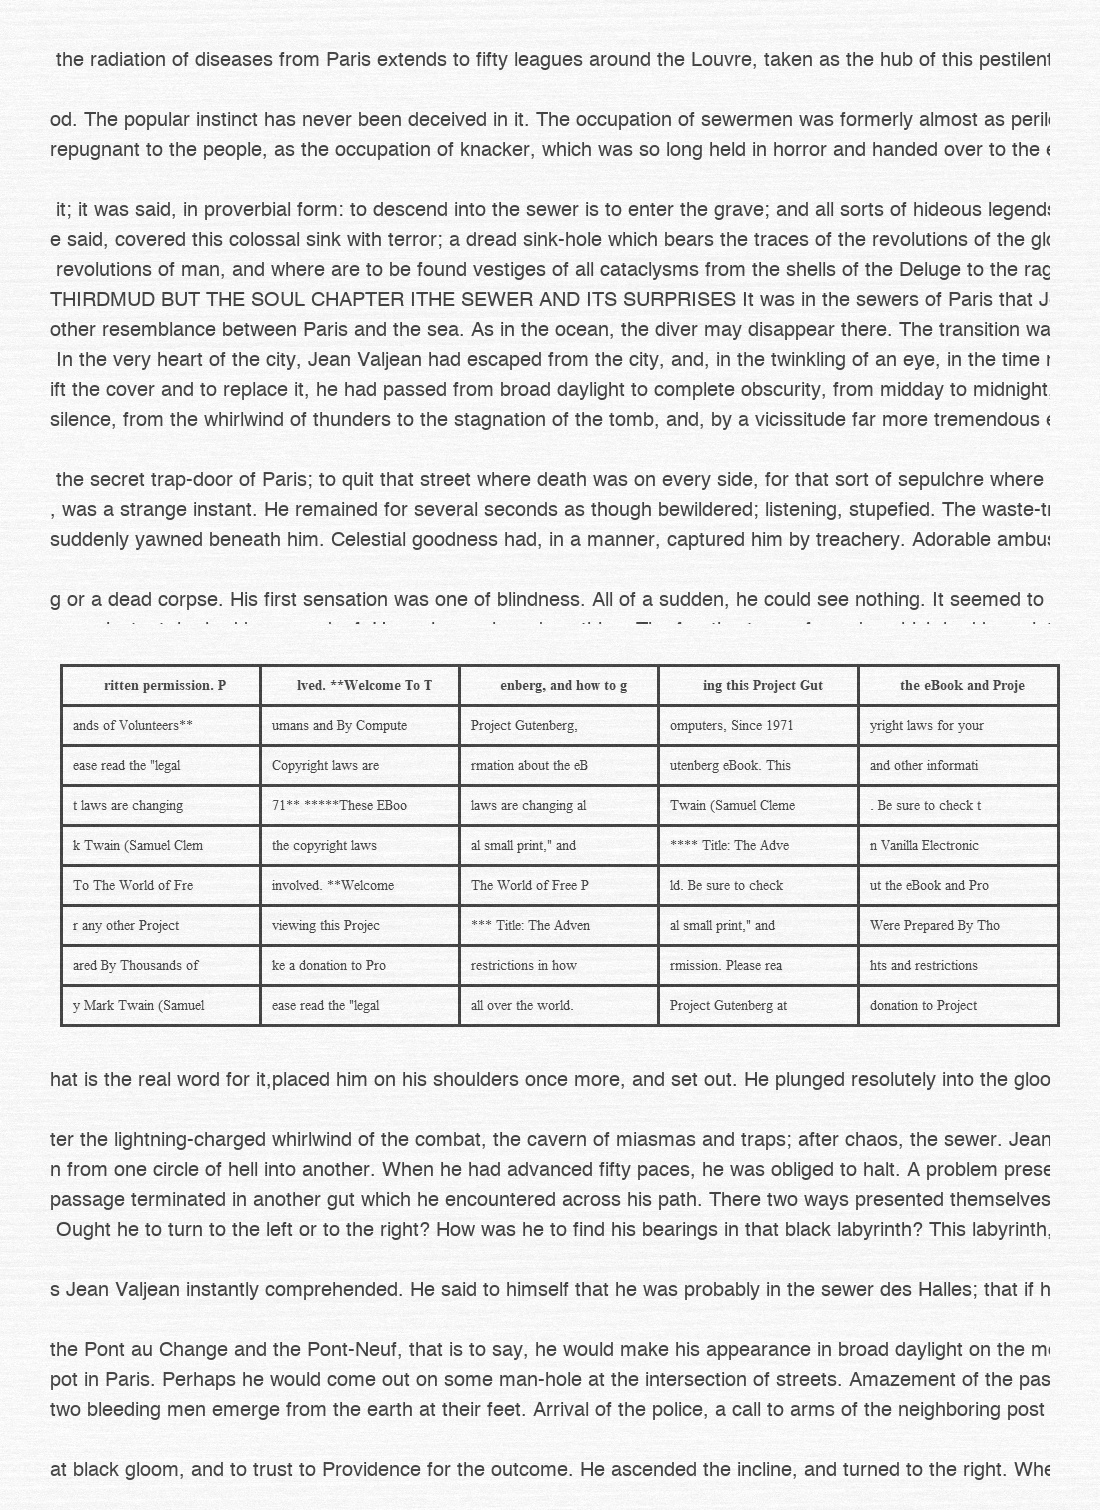 the radiation of diseases from Paris extends to fifty leagues around the Louvre, taken as the hub of this pestilent
od. The popular instinct has never been deceived in it. The occupation of sewermen was formerly almost as peril
repugnant to the people, as the occupation of knacker, which was so long held in horror and handed over to the
it; it was said, in proverbial form: to descend into the sewer is to enter the grave; and all sorts of hideous legends
e said, covered this colossal sink with terror; a dread sink-hole which bears the traces of the revolutions of the glo
revolutions of man, and where are to be found vestiges of all cataclysms from the shells of the Deluge to the rag
THIRDMUD BUT THE SOUL CHAPTER ITHE SEWER AND ITS SURPRISES It was in the sewers of Paris that J
other resemblance between Paris and the sea. As in the ocean, the diver may disappear there. The transition wa
In the very heart of the city, Jean Valjean had escaped from the city, and, in the twinkling of an eye, in the time
ift the cover and to replace it, he had passed from broad daylight to complete obscurity, from midday to midnight,
silence, from the whirlwind of thunders to the stagnation of the tomb, and, by a vicissitude far more tremendous
the secret trap-door of Paris; to quit that street where death was on every side, for that sort of sepulchre where
, was a strange instant. He remained for several seconds as though bewildered; listening, stupefied. The waste-tr
suddenly yawned beneath him. Celestial goodness had, in a manner, captured him by treachery. Adorable ambus
g or a dead corpse. His first sensation was one of blindness. All of a sudden, he could see nothing. It seemed to
ritten permission. P lved. **Welcome To T enberg, and how to g ing this Project Gut the eBook and Proje
ands of Volunteers** umans and By Compute Project Gutenberg, omputers, Since 1971 yright laws for your
ease read the "legal Copyright laws are rmation about the eB utenberg eBook. This and other informati
t laws are changing 71** *****These EBoo laws are changing al Twain (Samuel Cleme . Be sure to check t
k Twain (Samuel Clem the copyright laws al small print," and **** Title: The Adve n Vanilla Electronic
To The World of Fre involved. **Welcome The World of Free P ld. Be sure to check ut the eBook and Pro
r any other Project viewing this Projec *** Title: The Adven al small print," and Were Prepared By Tho
ared By Thousands of ke a donation to Pro restrictions in how rmission. Please rea hts and restrictions
y Mark Twain (Samuel ease read the "legal all over the world. Project Gutenberg at donation to Project
hat is the real word for it,placed him on his shoulders once more, and set out. He plunged resolutely into the gloo
ter the lightning-charged whirlwind of the combat, the cavern of miasmas and traps; after chaos, the sewer. Jean
n from one circle of hell into another. When he had advanced fifty paces, he was obliged to halt. A problem prese
passage terminated in another gut which he encountered across his path. There two ways presented themselves
Ought he to turn to the left or to the right? How was he to find his bearings in that black labyrinth? This labyrinth,
s Jean Valjean instantly comprehended. He said to himself that he was probably in the sewer des Halles; that if h
the Pont au Change and the Pont-Neuf, that is to say, he would make his appearance in broad daylight on the mo
pot in Paris. Perhaps he would come out on some man-hole at the intersection of streets. Amazement of the pas
two bleeding men emerge from the earth at their feet. Arrival of the police, a call to arms of the neighboring post
at black gloom, and to trust to Providence for the outcome. He ascended the incline, and turned to the right. Whe